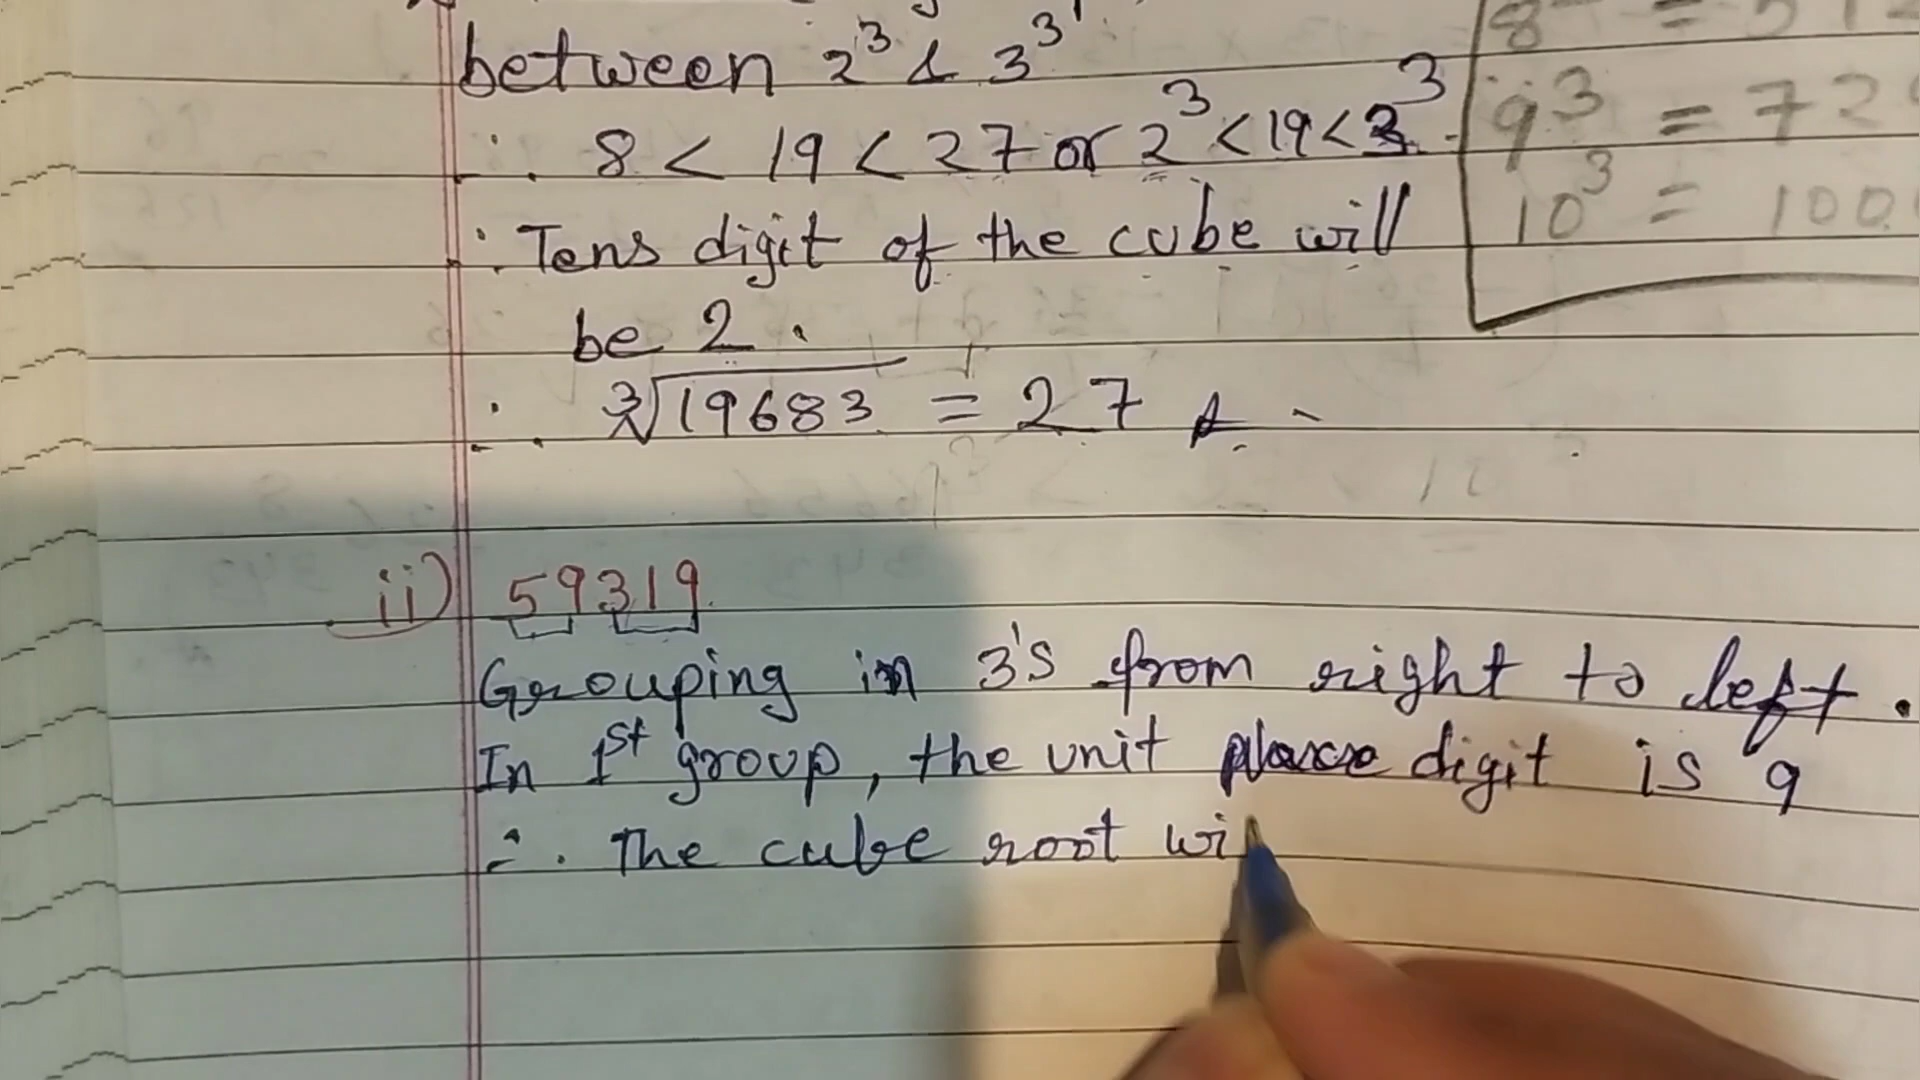 between 2³ & 3³
∴ 8 < 19 < 27 or 2³ < 19 < 3³.
∴ Tens digit of the cube will
be 2.
∴ ∛19683 = 27
9³ = 729
10³ = 100
ii) 59319
Grouping in 3's from right to left.
In 1st group, the unit place digit is 9
∴ The cube root wi